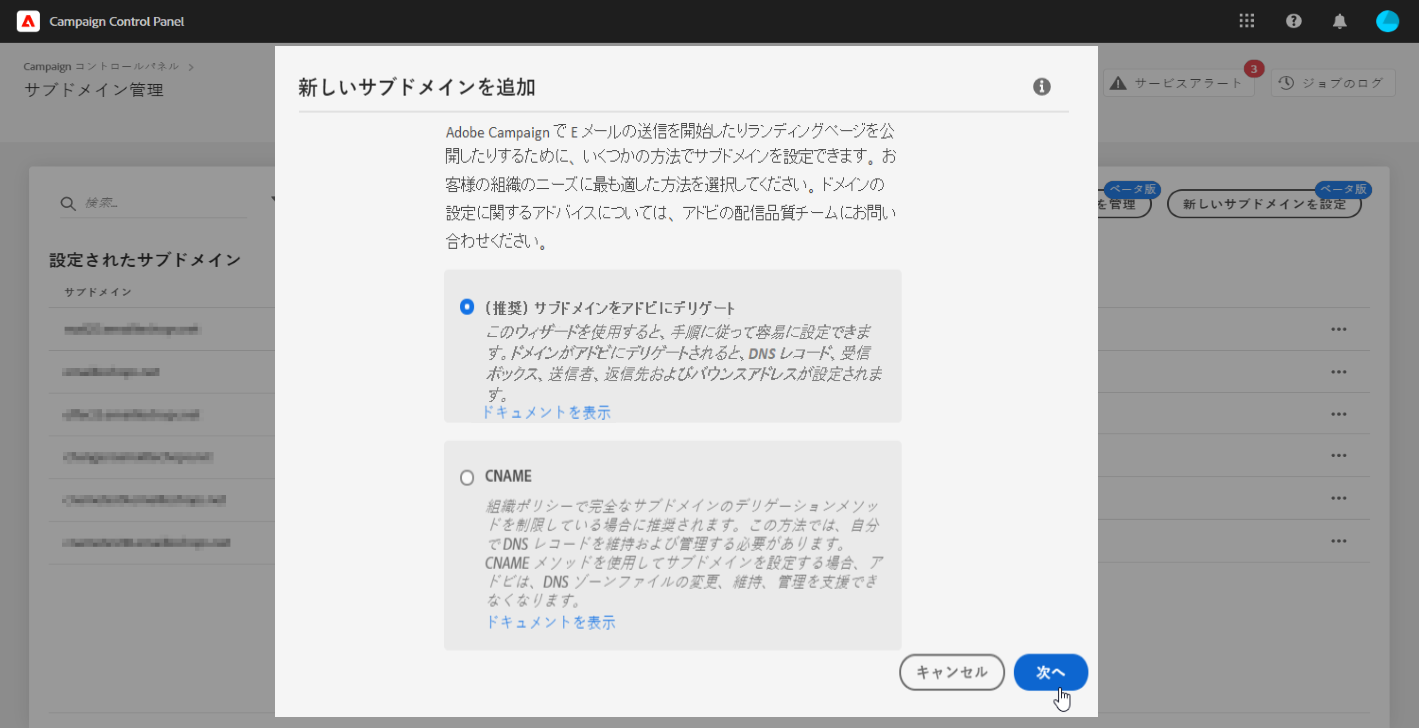 Campaign Control Panel
Campaign コントロールパネル >
サブドメイン管理
3
サービスアラート
ジョブのログ
検索...
ベータ版
を管理
ベータ版
新しいサブドメインを設定
設定されたサブドメイン
サブドメイン
新しいサブドメインを追加
Adobe Campaign で E メールの送信を開始したりランディングページを公
開したりするために、いくつかの方法でサブドメインを設定できます。お
客様の組織のニーズに最も適した方法を選択してください。ドメインの
設定に関するアドバイスについては、アドビの配信品質チームにお問い
合わせください。
(推奨) サブドメインをアドビにデリゲート
このウィザードを使用すると、手順に従って容易に設定できま
す。ドメインがアドビにデリゲートされると、DNS レコード、受信
ボックス、送信者、返信先およびバウンスアドレスが設定されま
す。
ドキュメントを表示
CNAME
組織ポリシーで完全なサブドメインのデリゲーションメソッ
ドを制限している場合に推奨されます。この方法では、自分
で DNS レコードを維持および管理する必要があります。
CNAME メソッドを使用してサブドメインを設定する場合、ア
ドビは、DNS ゾーンファイルの変更、維持、管理を支援でき
なくなります。
ドキュメントを表示
キャンセル
次へ